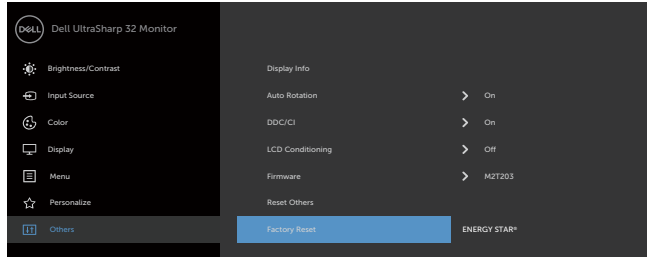 DELL Dell UltraSharp 32 Monitor
Brightness/Contrast Display Info
Input Source Auto Rotation On
Color DDC/CI On
Display LCD Conditioning Off
Menu Firmware M2T203
Personalize Reset Others
Others Factory Reset ENERGY STAR®